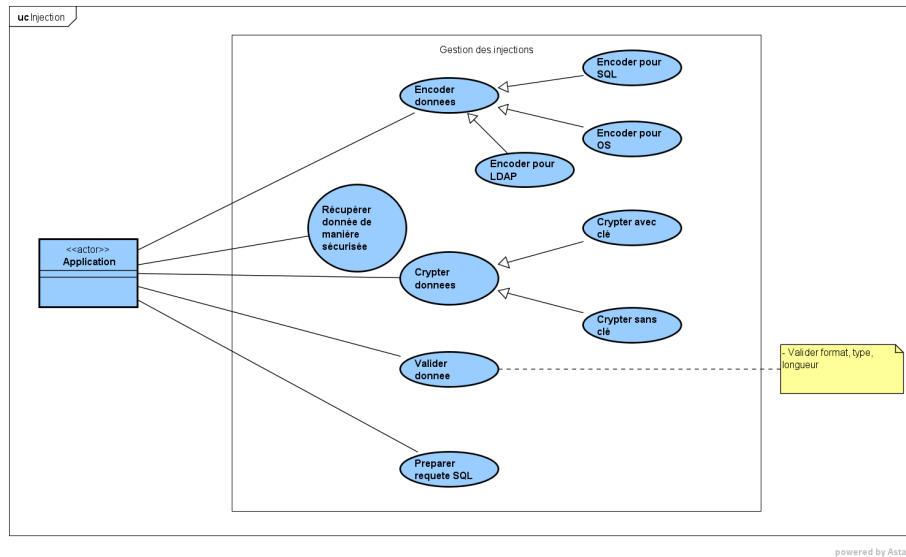 uc Injection
Gestion des injections
Encoder pour
SQL
Encoder
donnees
Encoder pour
OS
Encoder pour
LDAP
Récupérer
donnée de
manière
sécurisée
Crypter avec
clé
<<actor>>
Application
Crypter
donnees
Crypter sans
clé
- Valider format, type,
longueur
Valider
donnee
Preparer
requete SQL
powered by Asta